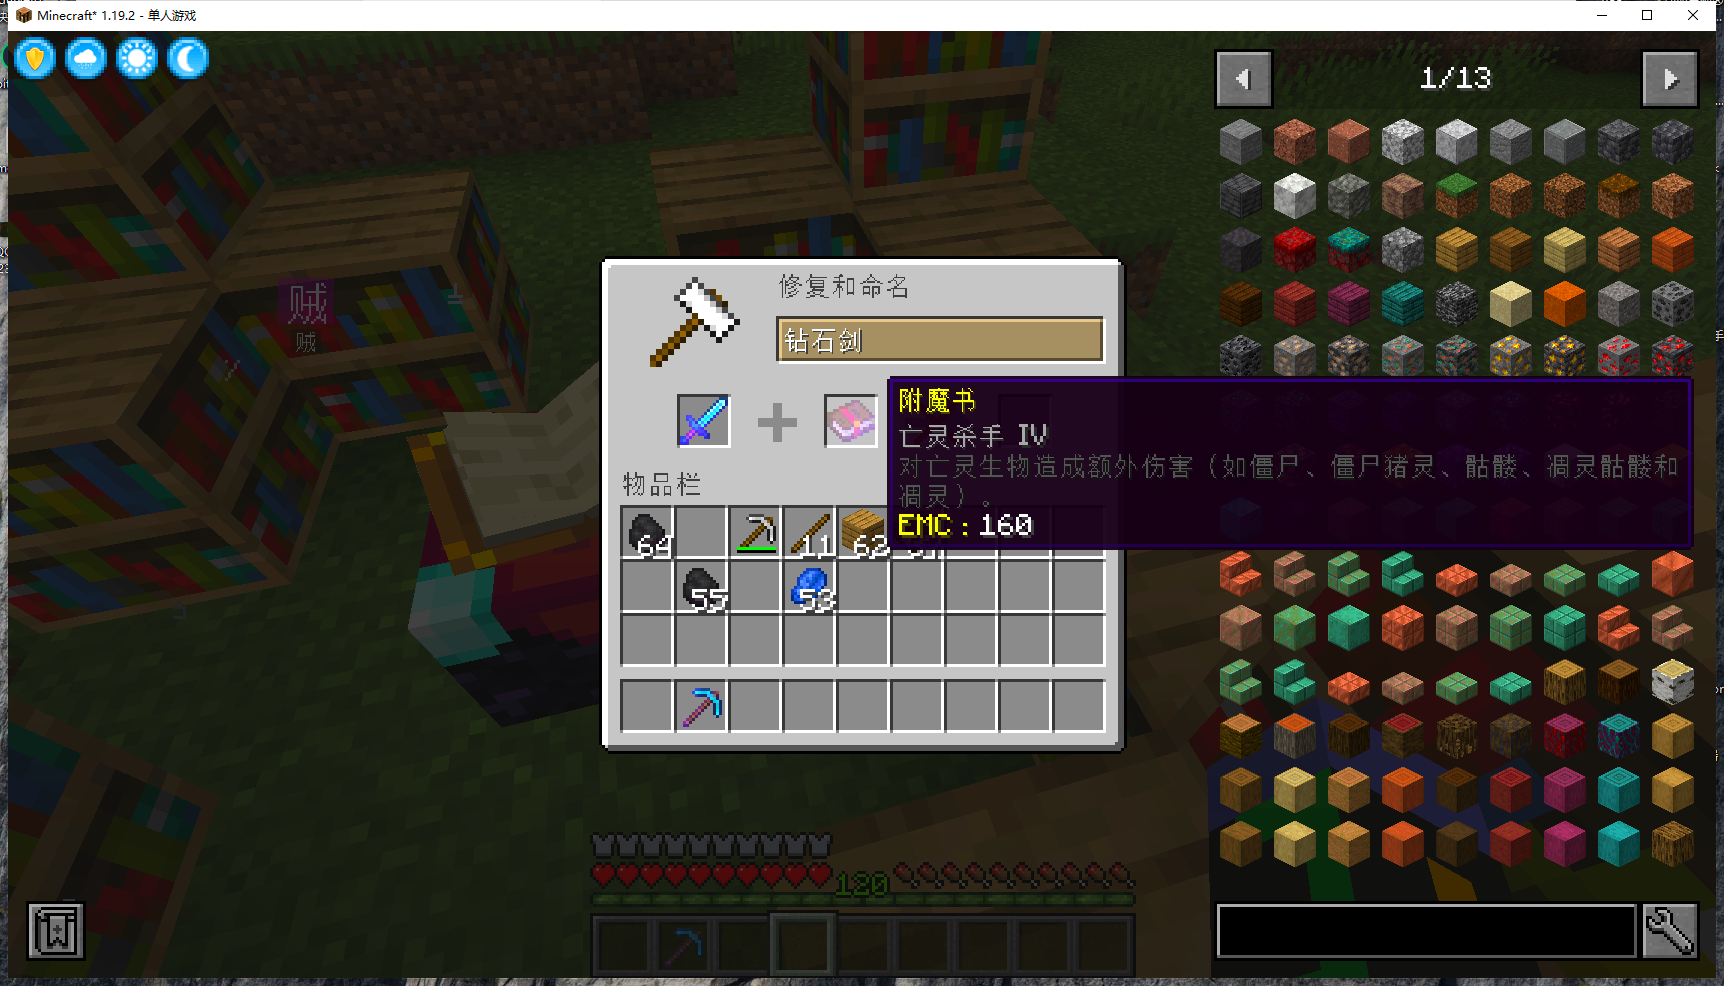 Minecraft* 1.19.2 - 单人游戏
1/13
修复和命名
钻石剑
贼
贼
附魔书
亡灵杀手 IV
对亡灵生物造成额外伤害（如僵尸、僵尸猪灵、骷髅、凋灵骷髅和
凋灵）。
EMC：160
物品栏
64
11
62
55
53
130